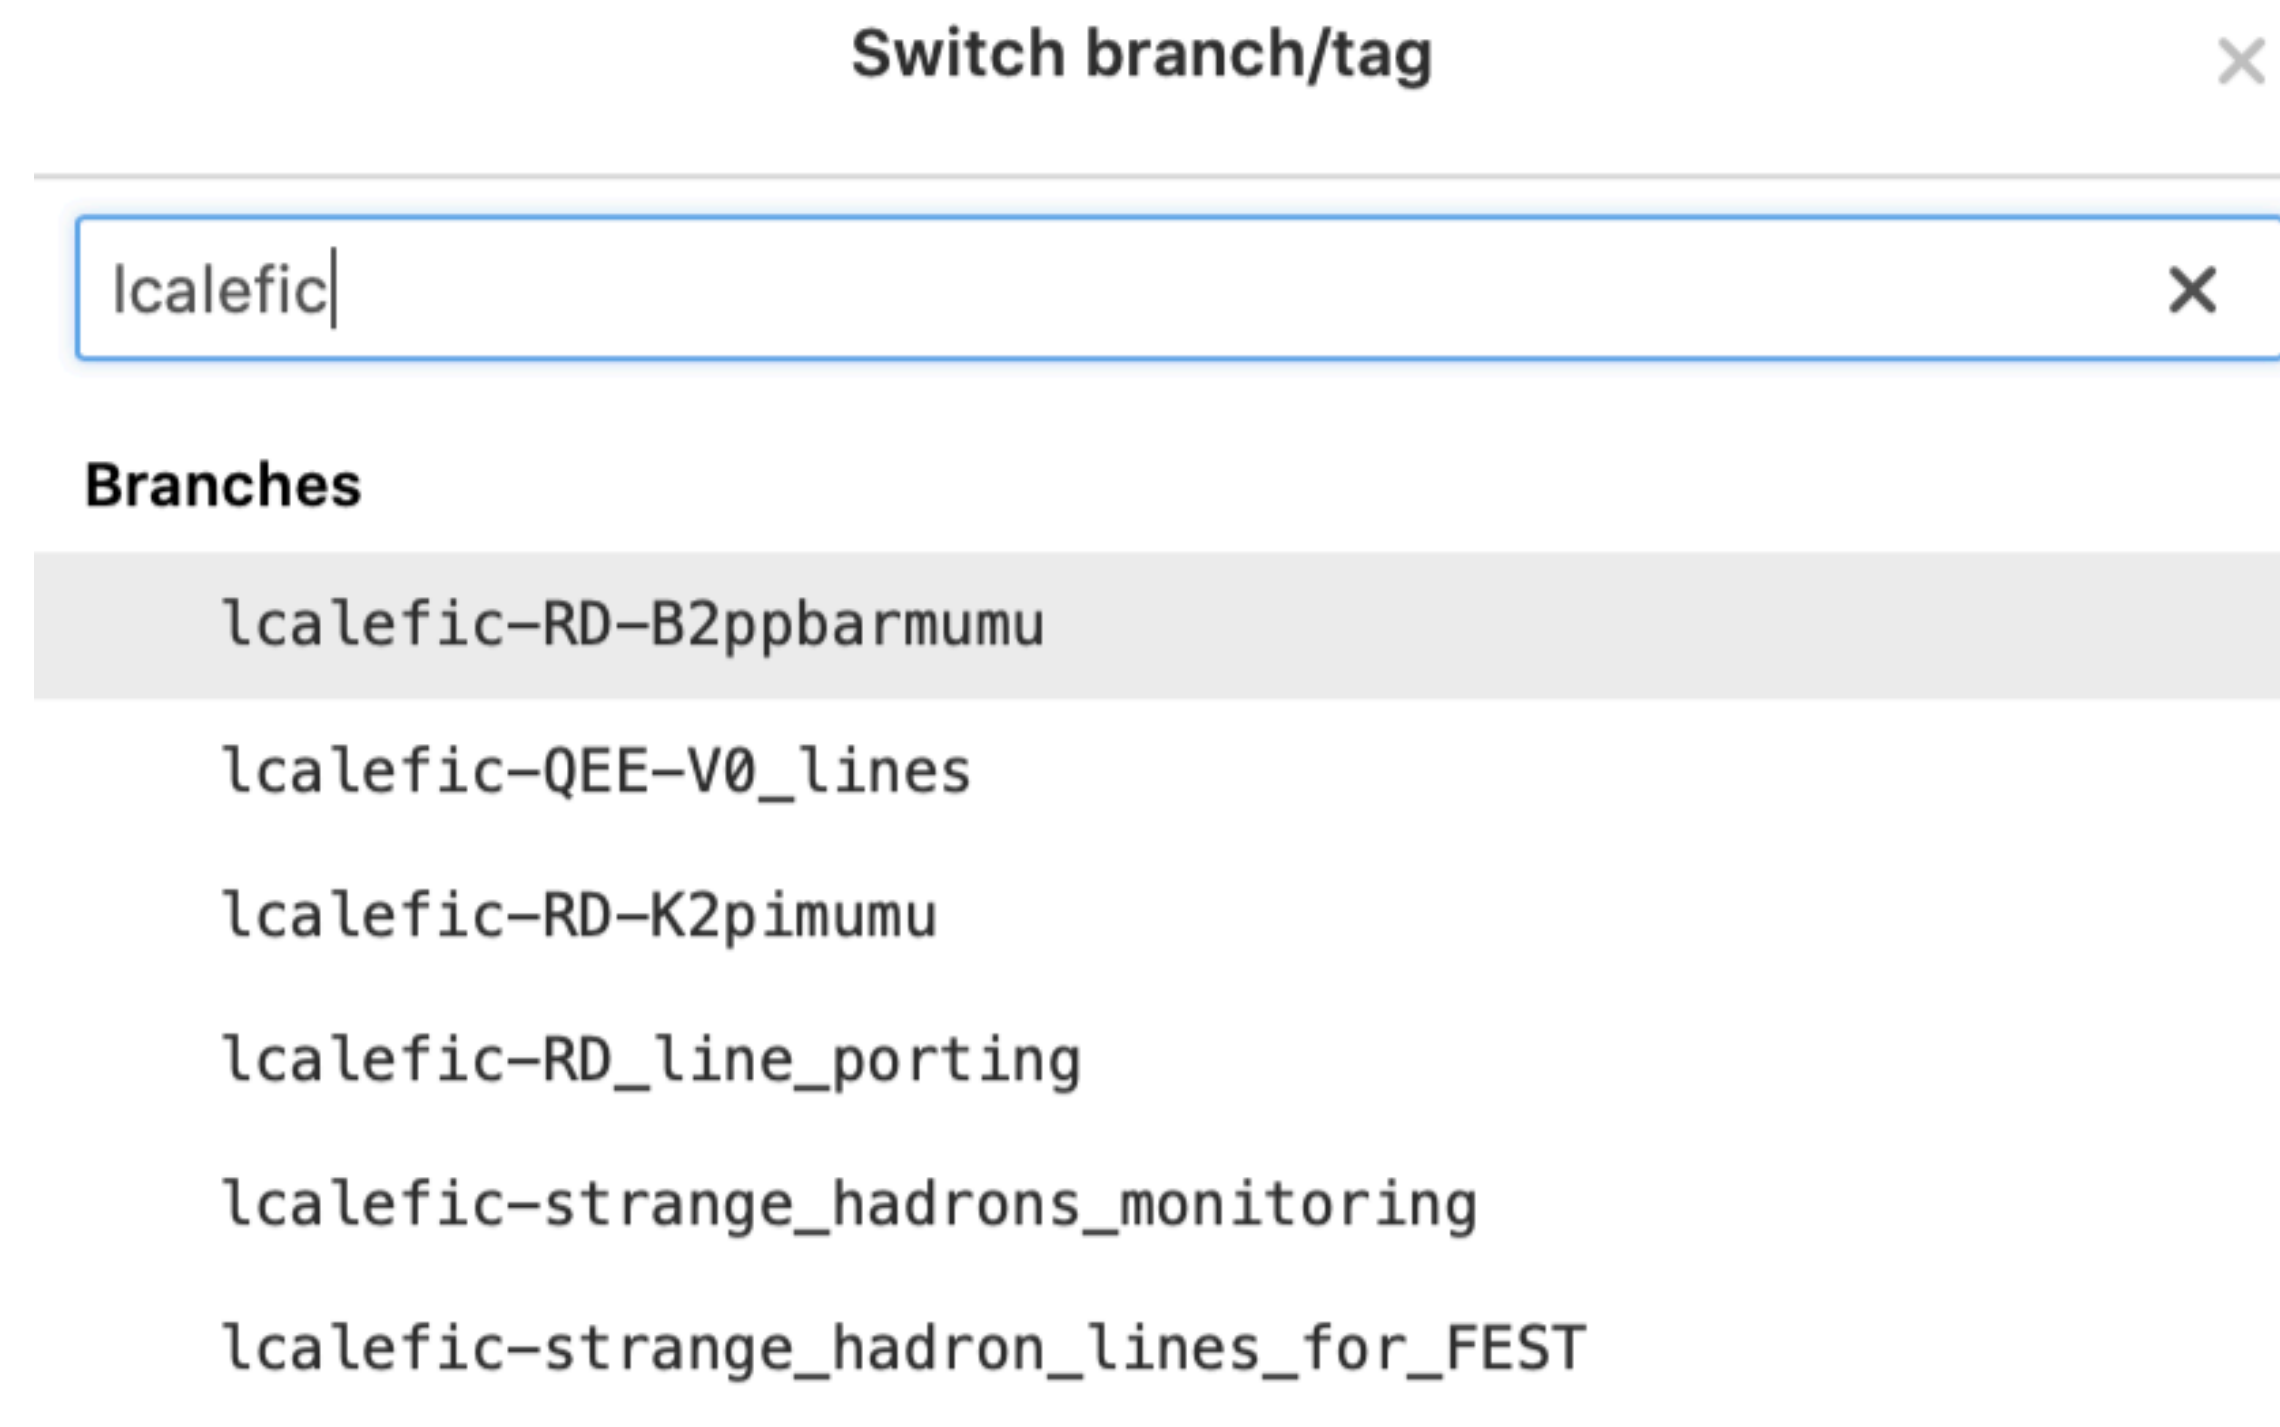 Switch branch/tag
lcalefic
Branches
lcalefic-RD-B2ppbarmumu
lcalefic-QEE-V0_lines
lcalefic-RD-K2pimumu
lcalefic-RD_line_porting
lcalefic-strange_hadrons_monitoring
lcalefic-strange_hadron_lines_for_FEST